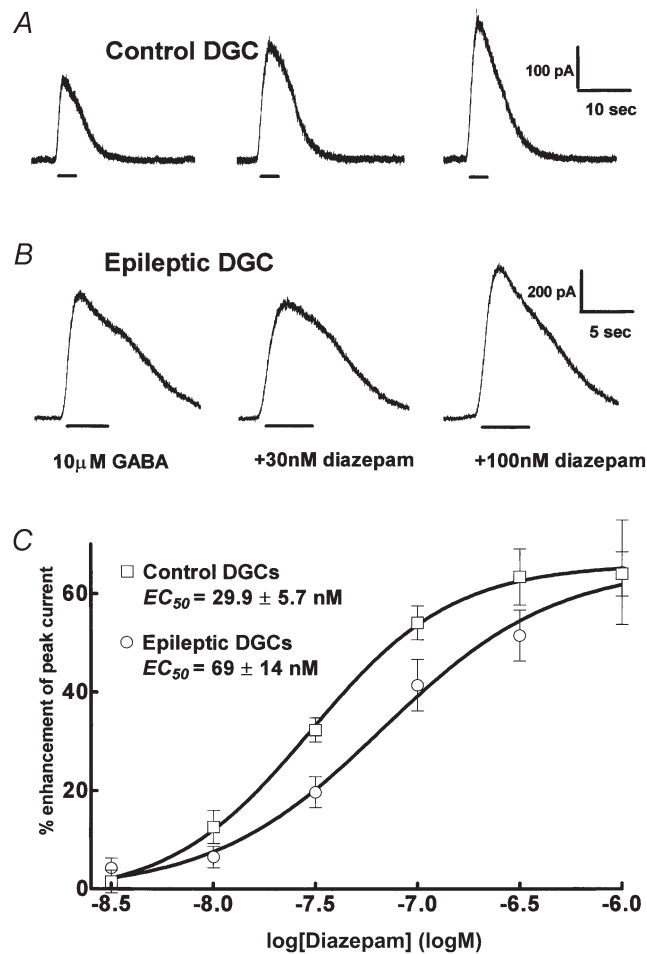 A
Control DGC
100 pA
10 sec
B
Epileptic DGC
200 pA
5 sec
10μM GABA
+30nM diazepam
+100nM diazepam
C
Control DGCs
EC50 = 29.9 ± 5.7 nM
Epileptic DGCs
EC50 = 69 ± 14 nM
% enhancement of peak current
60
40
20
0
-8.5 -8.0 -7.5 -7.0 -6.5 -6.0
log[Diazepam] (logM)